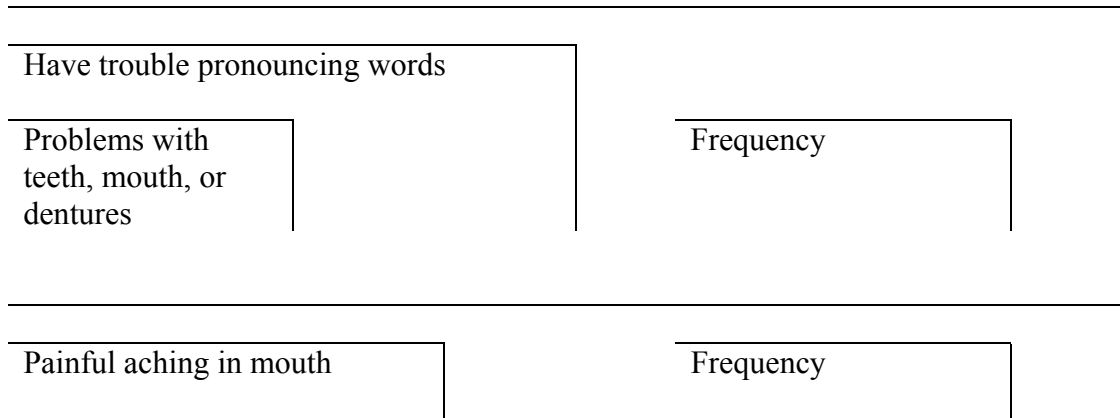 Have trouble pronouncing words
Problems with
teeth, mouth, or
dentures
Frequency
Painful aching in mouth
Frequency